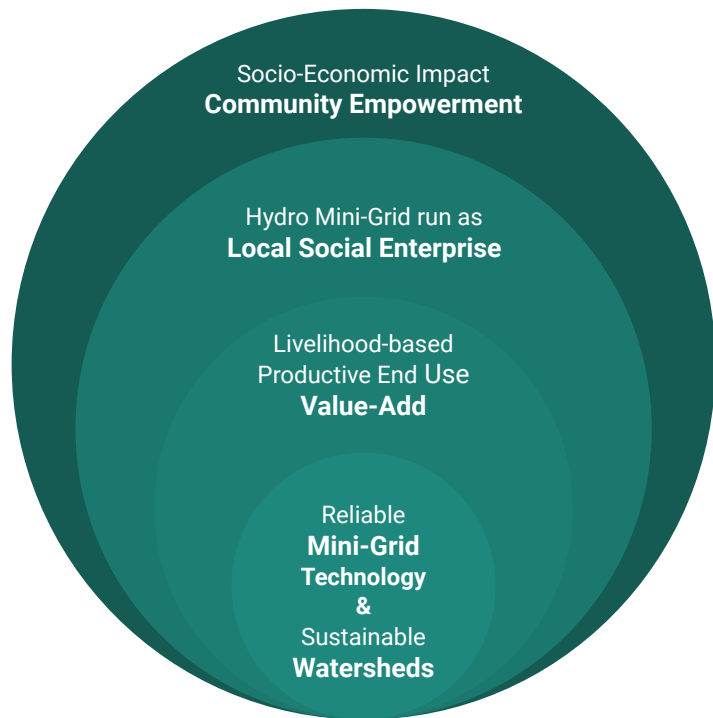 Socio-Economic Impact
Community Empowerment
Hydro Mini-Grid run as
Local Social Enterprise
Livelihood-based
Productive End Use
Value-Add
Reliable
Mini-Grid
Technology
&
Sustainable
Watersheds